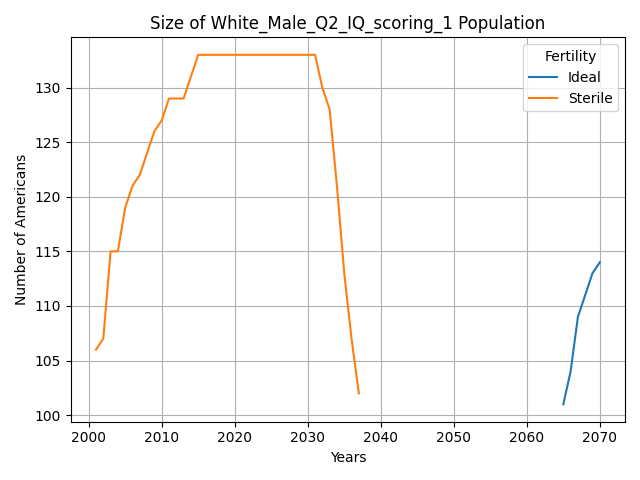 Size of White_Male_Q2_IQ_scoring_1 Population
Fertility
Ideal
Sterile
Number of Americans
130
125
120
115
110
105
100
2000 2010 2020 2030 2040 2050 2060 2070
Years